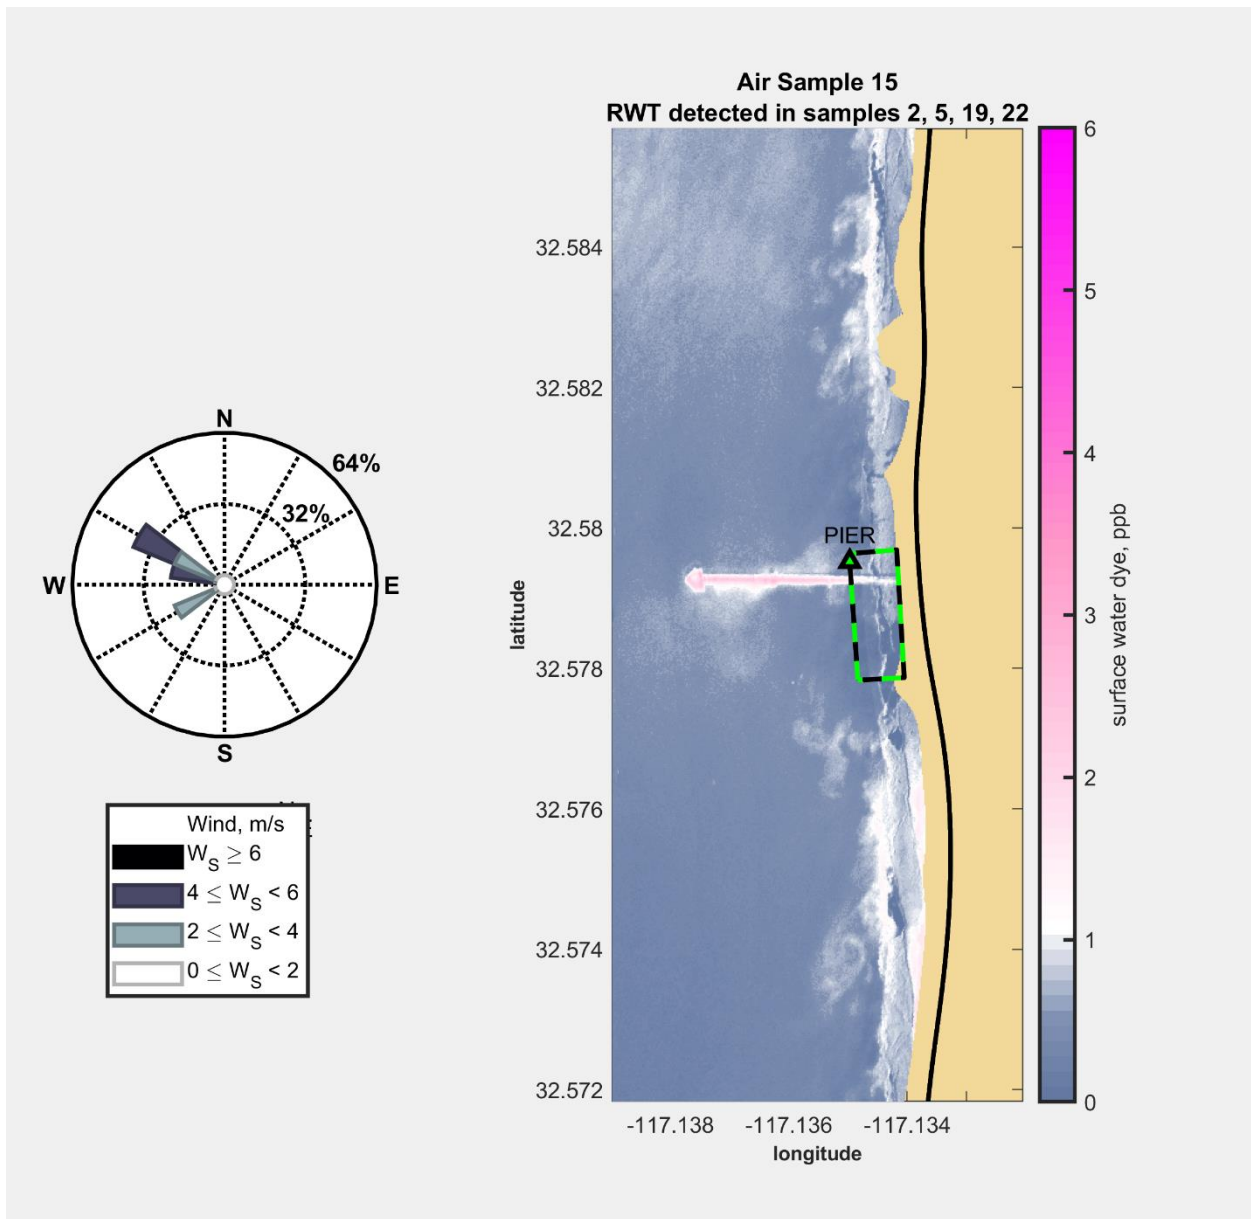 Air Sample 15
RWT detected in samples 2, 5, 19, 22
N
64%
32%
W
E
S
Wind, m/s
W_S ≥ 6
4 ≤ W_S < 6
2 ≤ W_S < 4
0 ≤ W_S < 2
latitude
32.584
32.582
32.58
32.578
32.576
32.574
32.572
PIER
-117.138
-117.136
-117.134
longitude
6
5
4
3
2
1
0
surface water dye, ppb